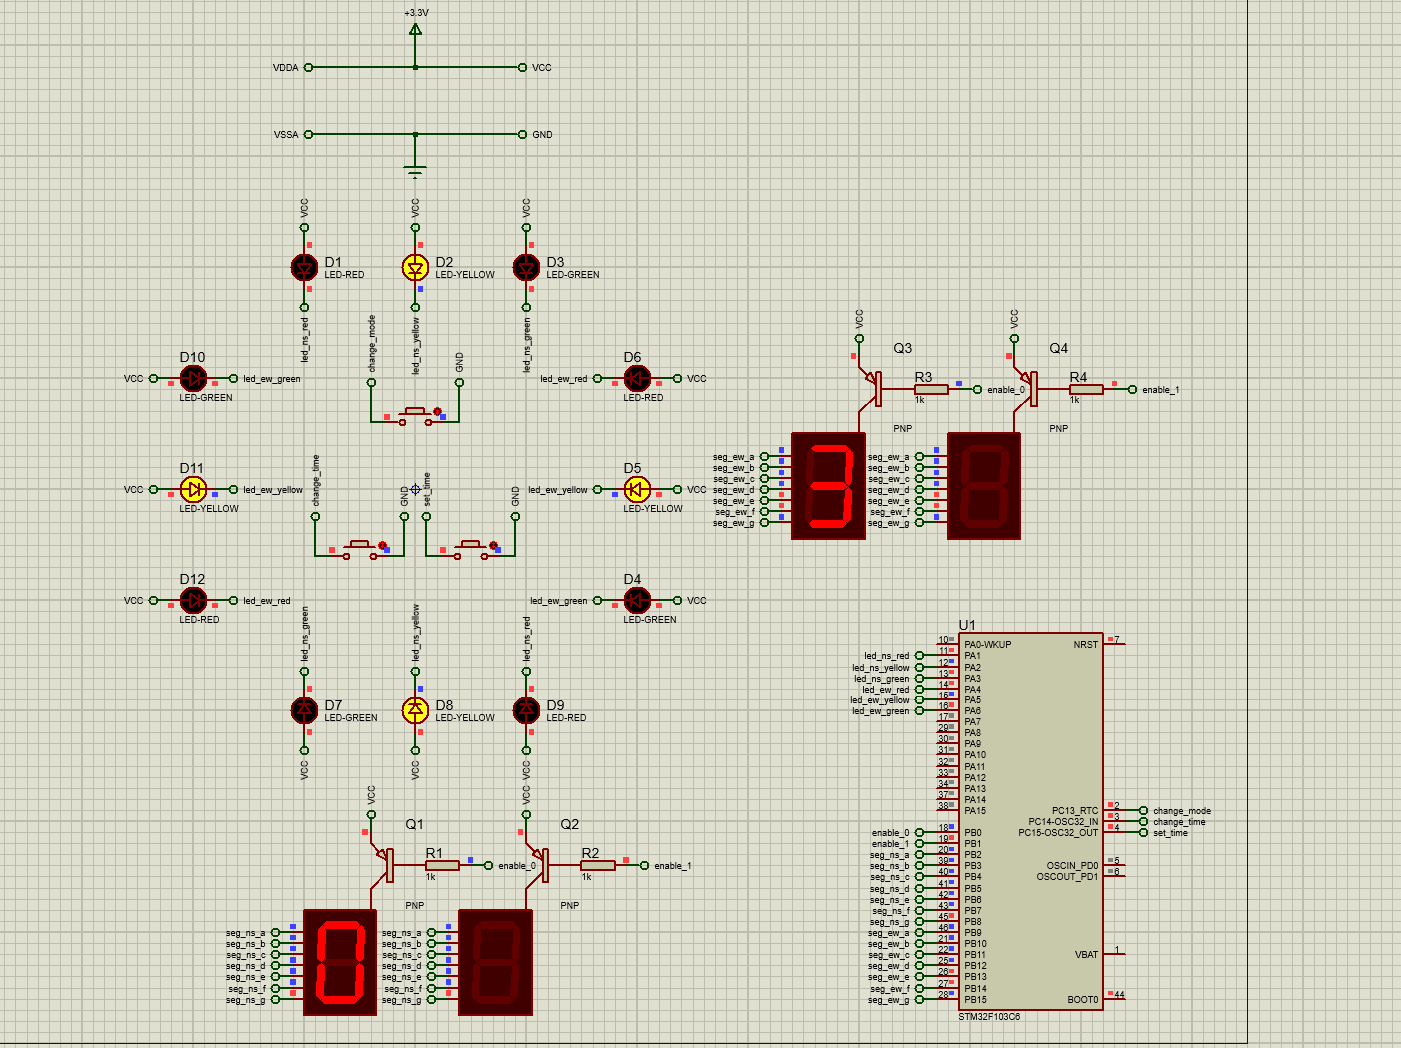 +3.3V
VDDA
VCC
VSSA
GND
VCC
VCC
VCC
D1
LED-RED
D2
LED-YELLOW
D3
LED-GREEN
led_ns_red
change_mode
led_ns_yellow
GND
led_ns_green
D10
VCC
led_ew_green
LED-GREEN
D6
led_ew_red
VCC
LED-RED
VCC
Q3
R3
1k
enable_0
PNP
VCC
Q4
R4
1k
enable_1
PNP
D11
VCC
led_ew_yellow
LED-YELLOW
change_time
GND
set_time
GND
D5
led_ew_yellow
VCC
LED-YELLOW
seg_ew_a
seg_ew_b
seg_ew_c
seg_ew_d
seg_ew_e
seg_ew_f
seg_ew_g
3
seg_ew_a
seg_ew_b
seg_ew_c
seg_ew_d
seg_ew_e
seg_ew_f
seg_ew_g
D12
VCC
led_ew_red
LED-RED
D4
led_ew_green
VCC
LED-GREEN
led_ns_green
led_ns_yellow
led_ns_red
D7
LED-GREEN
D8
LED-YELLOW
D9
LED-RED
VCC
VCC
VCC
VCC
Q1
R1
1k
enable_0
PNP
Q2
R2
1k
enable_1
PNP
seg_ns_a
seg_ns_b
seg_ns_c
seg_ns_d
seg_ns_e
seg_ns_f
seg_ns_g
0
seg_ns_a
seg_ns_b
seg_ns_c
seg_ns_d
seg_ns_e
seg_ns_f
seg_ns_g
U1
10 PA0-WKUP
led_ns_red 11 PA1
led_ns_yellow 12 PA2
led_ns_green 13 PA3
led_ew_red 14 PA4
led_ew_yellow 15 PA5
led_ew_green 16 PA6
17 PA7
29 PA8
30 PA9
31 PA10
32 PA11
33 PA12
34 PA13
37 PA14
38 PA15
enable_0 18 PB0
enable_1 19 PB1
seg_ns_a 20 PB2
seg_ns_b 39 PB3
seg_ns_c 40 PB4
seg_ns_d 41 PB5
seg_ns_e 42 PB6
seg_ns_f 43 PB7
seg_ns_g 45 PB8
seg_ew_a 46 PB9
seg_ew_b 21 PB10
seg_ew_c 22 PB11
seg_ew_d 25 PB12
seg_ew_e 26 PB13
seg_ew_f 27 PB14
seg_ew_g 28 PB15
NRST 7
PC13_RTC 2 change_mode
PC14-OSC32_IN 3 change_time
PC15-OSC32_OUT 4 set_time
OSCIN_PD0 5
OSCOUT_PD1 6
VBAT 1
BOOT0 44
STM32F103C6